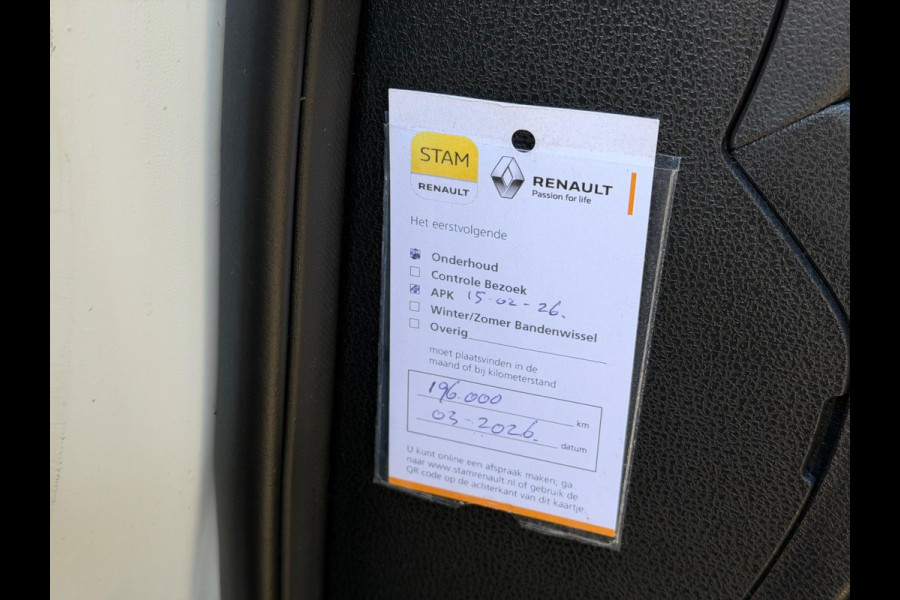 STAM
RENAULT
RENAULT
Passion for life
Het eerstvolgende
Onderhoud
Controle Bezoek
APK 15-02-26.
Winter/Zomer Bandenwissel
Overig
moet plaatsvinden in de
maand of bij kilometerstand
196.000 km
03-2026. datum
U kunt online een afspraak maken; ga
naar www.stamrenault.nl of gebruik de
QR code op de achterkant van dit kaartje.